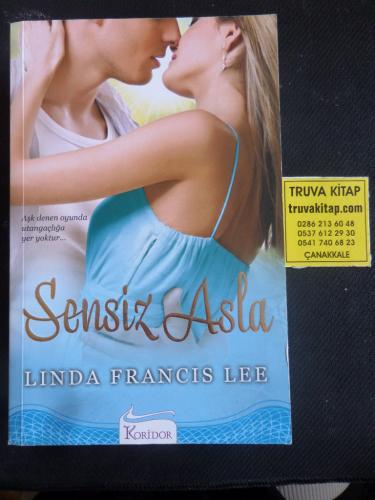 Aşk denen oyunda
utangaçlığa
yer yoktur...
Sensiz Asla
LINDA FRANCIS LEE
KORİDOR
TRUVA KİTAP
truvakitap.com
0286 213 60 48
0537 612 29 30
0541 740 68 23
ÇANAKKALE